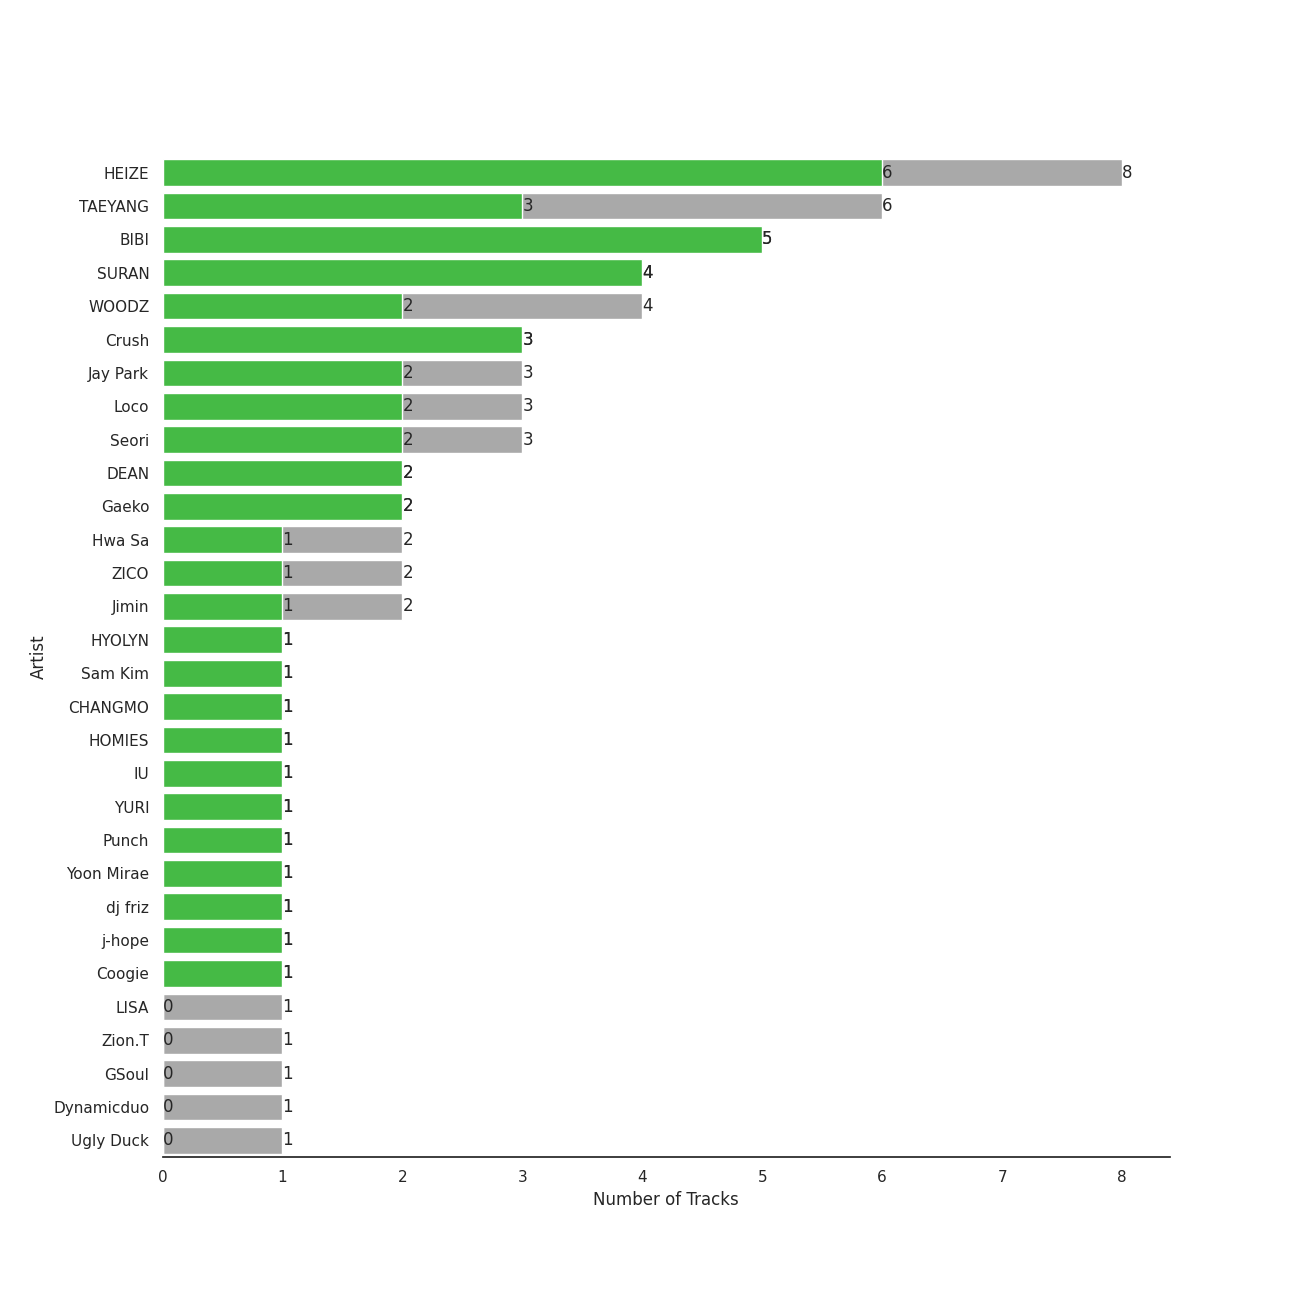 HEIZE 6 8
TAEYANG 3 6
BIBI 5
SURAN 4
WOODZ 2 4
Crush 3
Jay Park 2 3
Loco 2 3
Seori 2 3
DEAN 2
Gaeko 2
Hwa Sa 1 2
ZICO 1 2
Jimin 1 2
HYOLYN 1
Sam Kim 1
CHANGMO 1
HOMIES 1
IU 1
YURI 1
Punch 1
Yoon Mirae 1
dj friz 1
j-hope 1
Coogie 1
LISA 0 1
Zion.T 0 1
GSoul 0 1
Dynamicduo 0 1
Ugly Duck 0 1
Artist
0 1 2 3 4 5 6 7 8
Number of Tracks